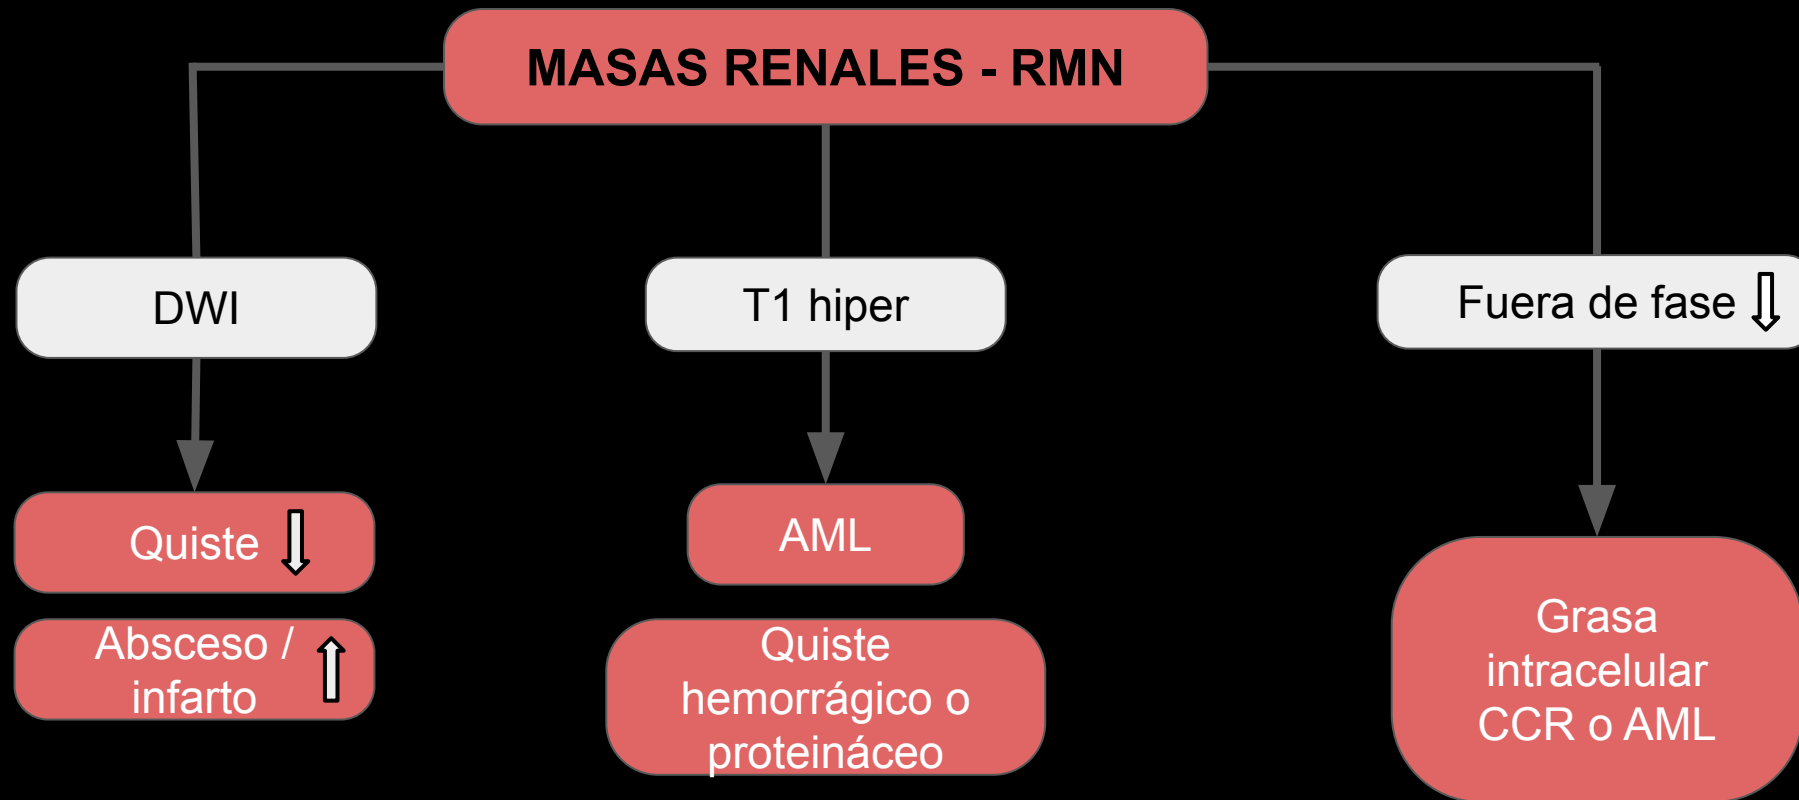 MASAS RENALES - RMN
DWI
T1 hiper
Fuera de fase
Quiste
Absceso /
infarto
AML
Quiste
hemorrágico o
proteináceo
Grasa
intracelular
CCR o AML